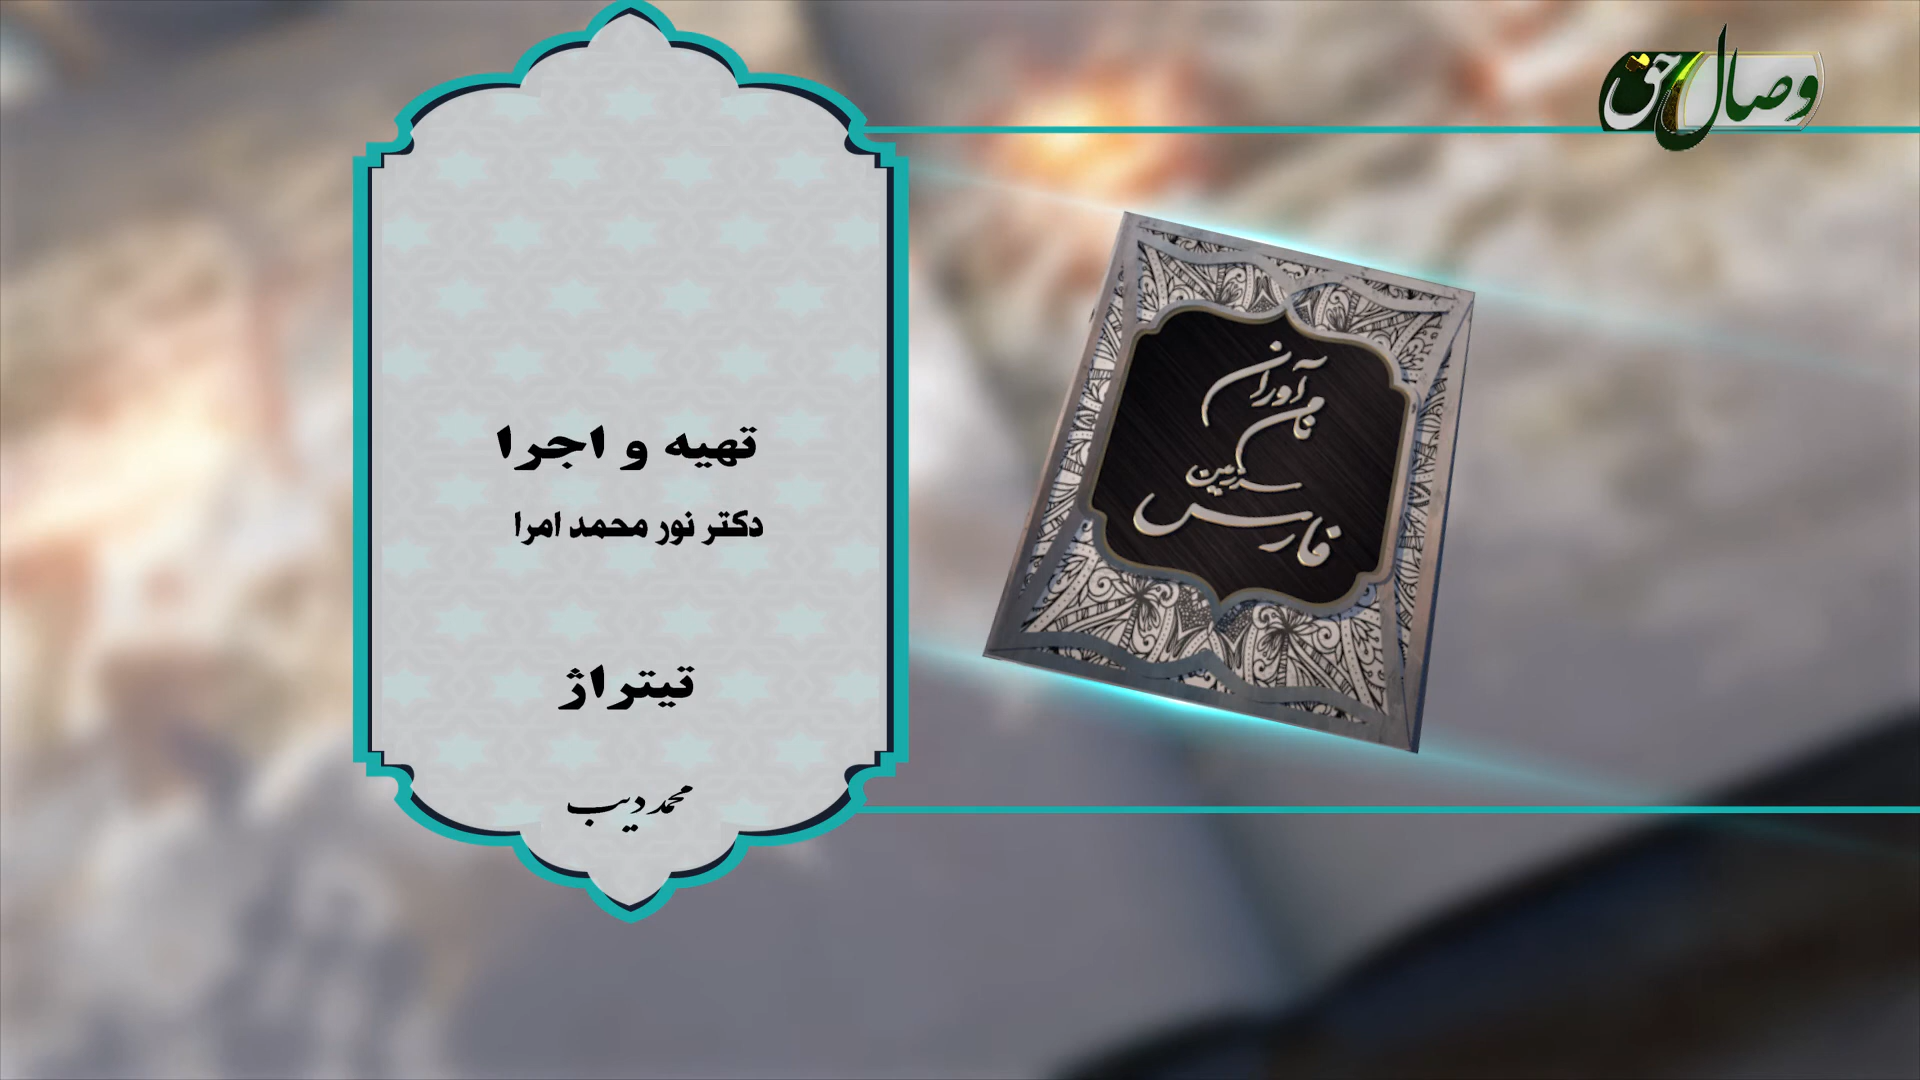 وصال حق
تهیه و اجرا
دکتر نور محمد امرا
تیتراژ
محمد دیب
نام آوران
سرزمین
فارس